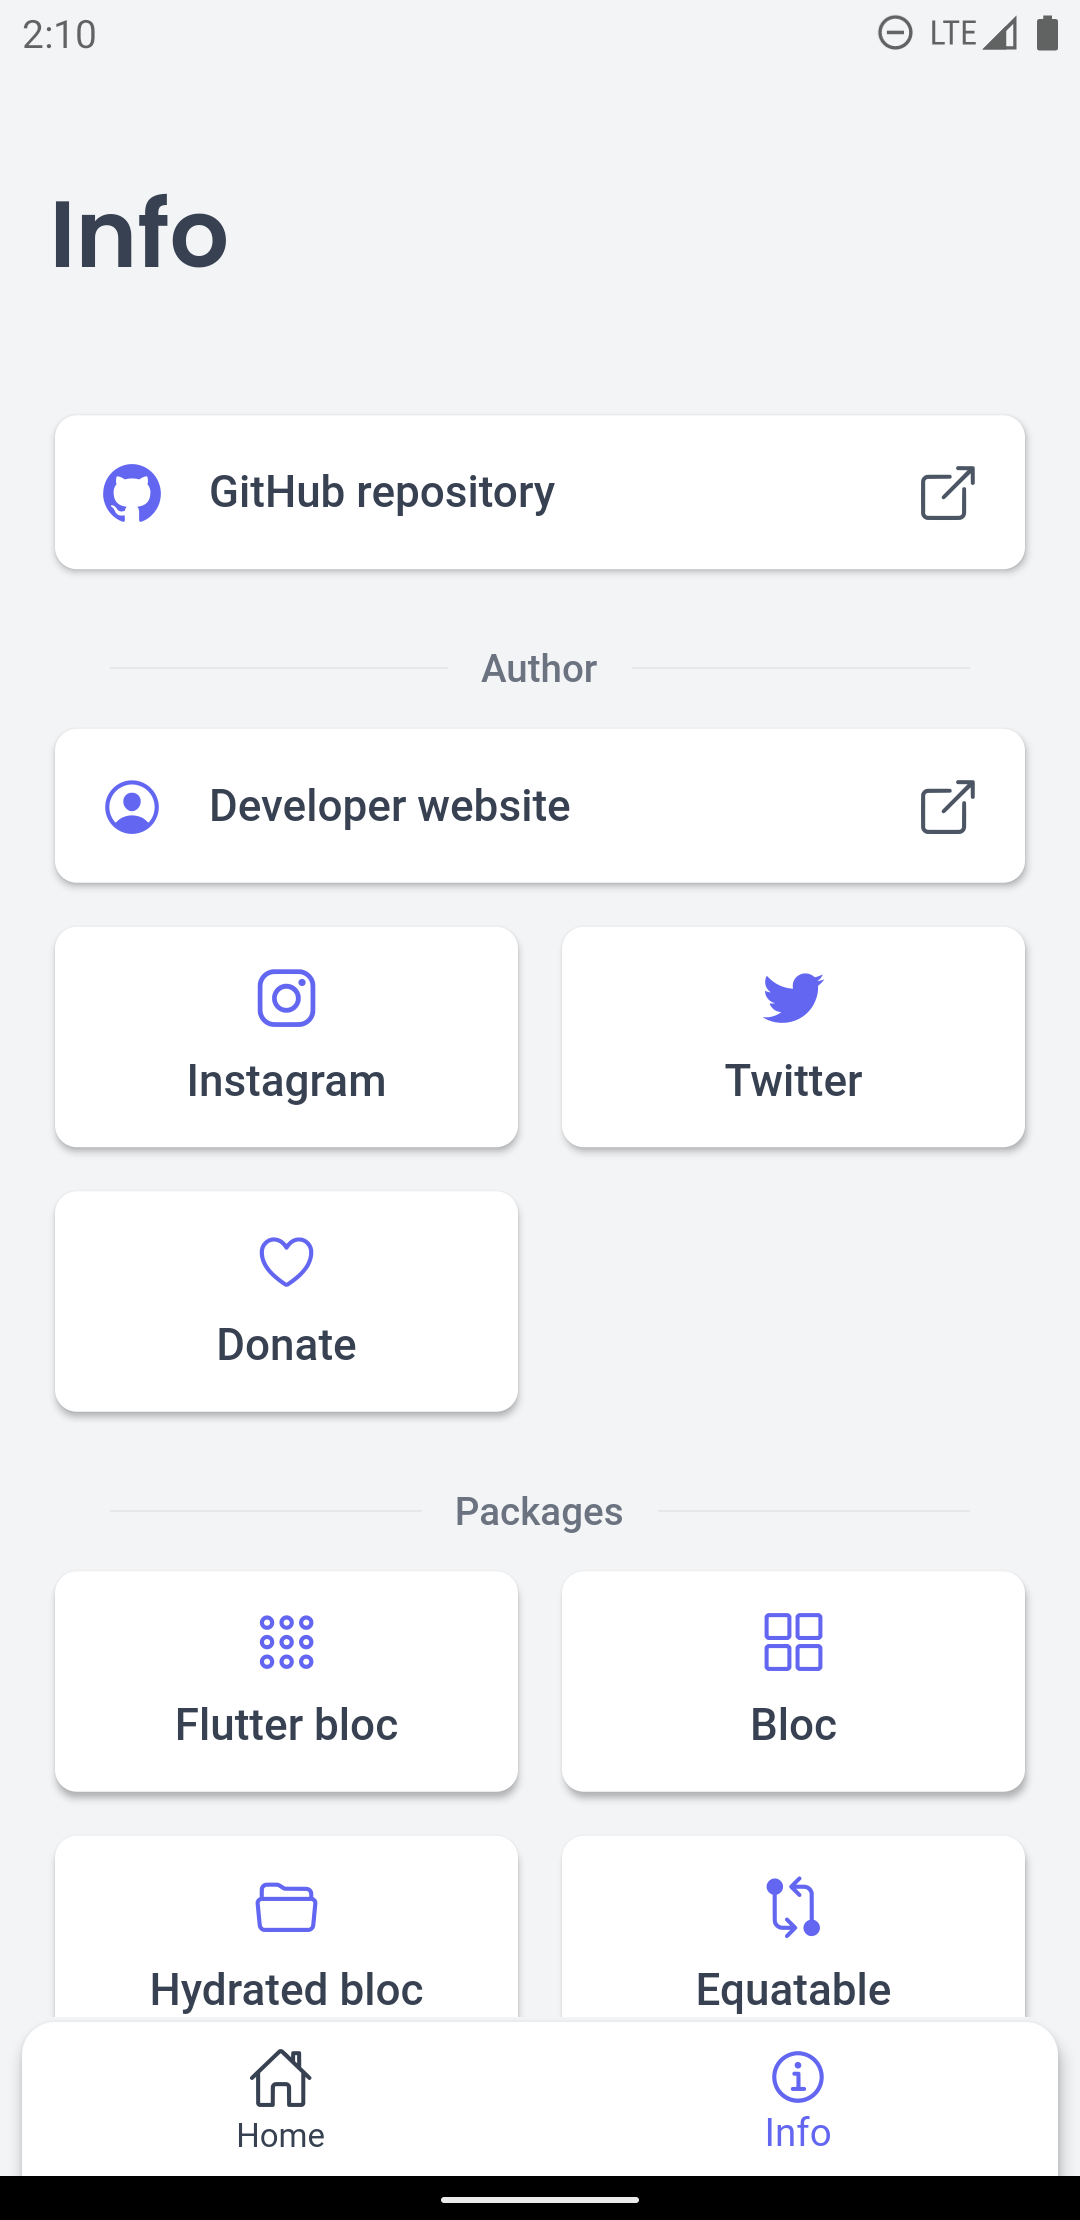 2:10
LTE
Info
GitHub repository
Author
Developer website
Instagram
Twitter
Donate
Packages
Flutter bloc
Bloc
Hydrated bloc
Equatable
Home
Info